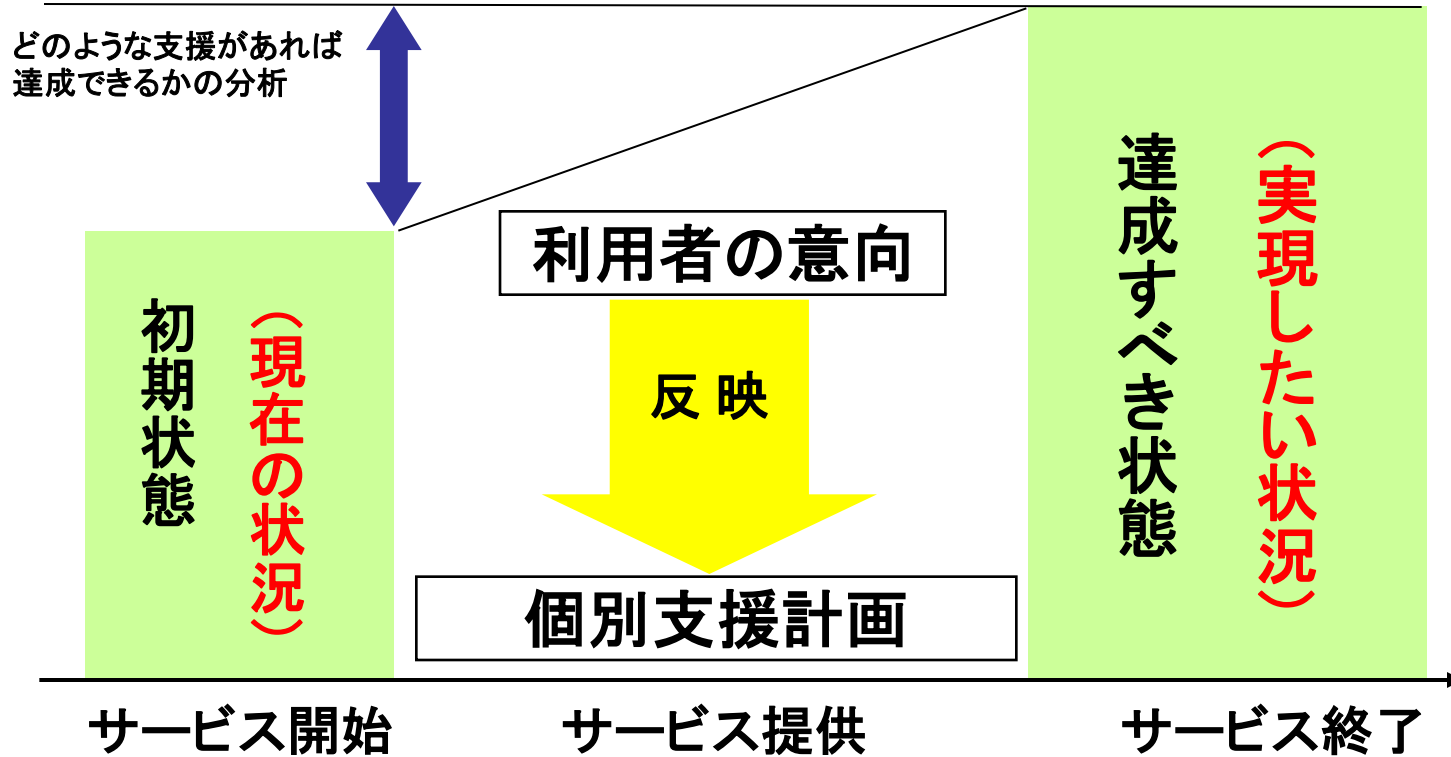 どのような支援があれば
達成できるかの分析
初期状態
（現在の状況）
利用者の意向
反 映
個別支援計画
達成すべき状態
（実現したい状況）
サービス開始
サービス提供
サービス終了